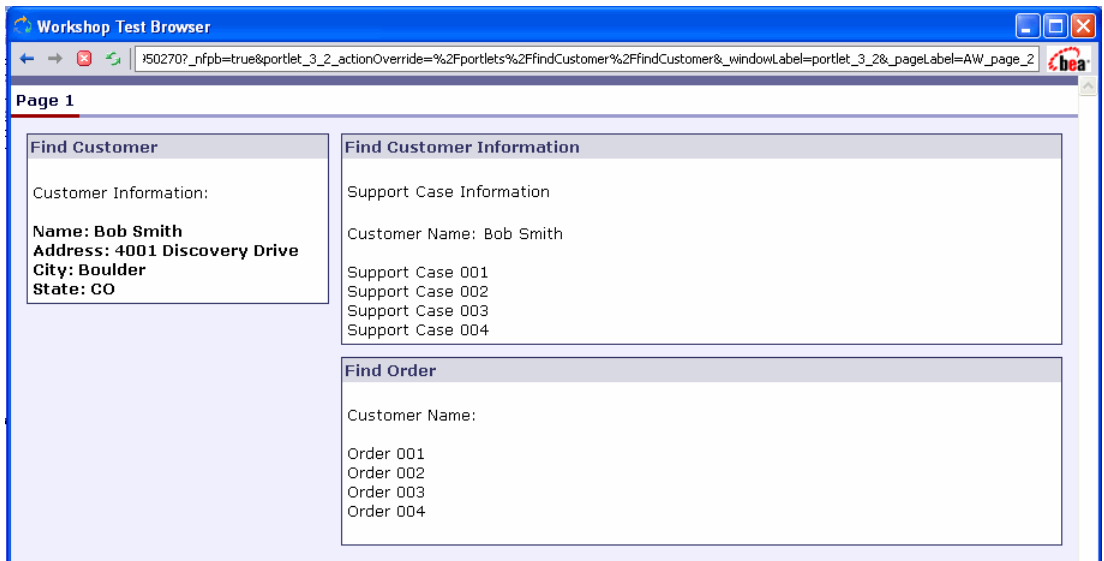 Workshop Test Browser
50270?_nfpb=true&portlet_3_2_actionOverride=%2Fportlets%2FfindCustomer%2FfindCustomer&_windowLabel=portlet_3_2&_pageLabel=AW_page_2
bea
Page 1
Find Customer
Customer Information:
Name: Bob Smith
Address: 4001 Discovery Drive
City: Boulder
State: CO
Find Customer Information
Support Case Information
Customer Name: Bob Smith
Support Case 001
Support Case 002
Support Case 003
Support Case 004
Find Order
Customer Name:
Order 001
Order 002
Order 003
Order 004